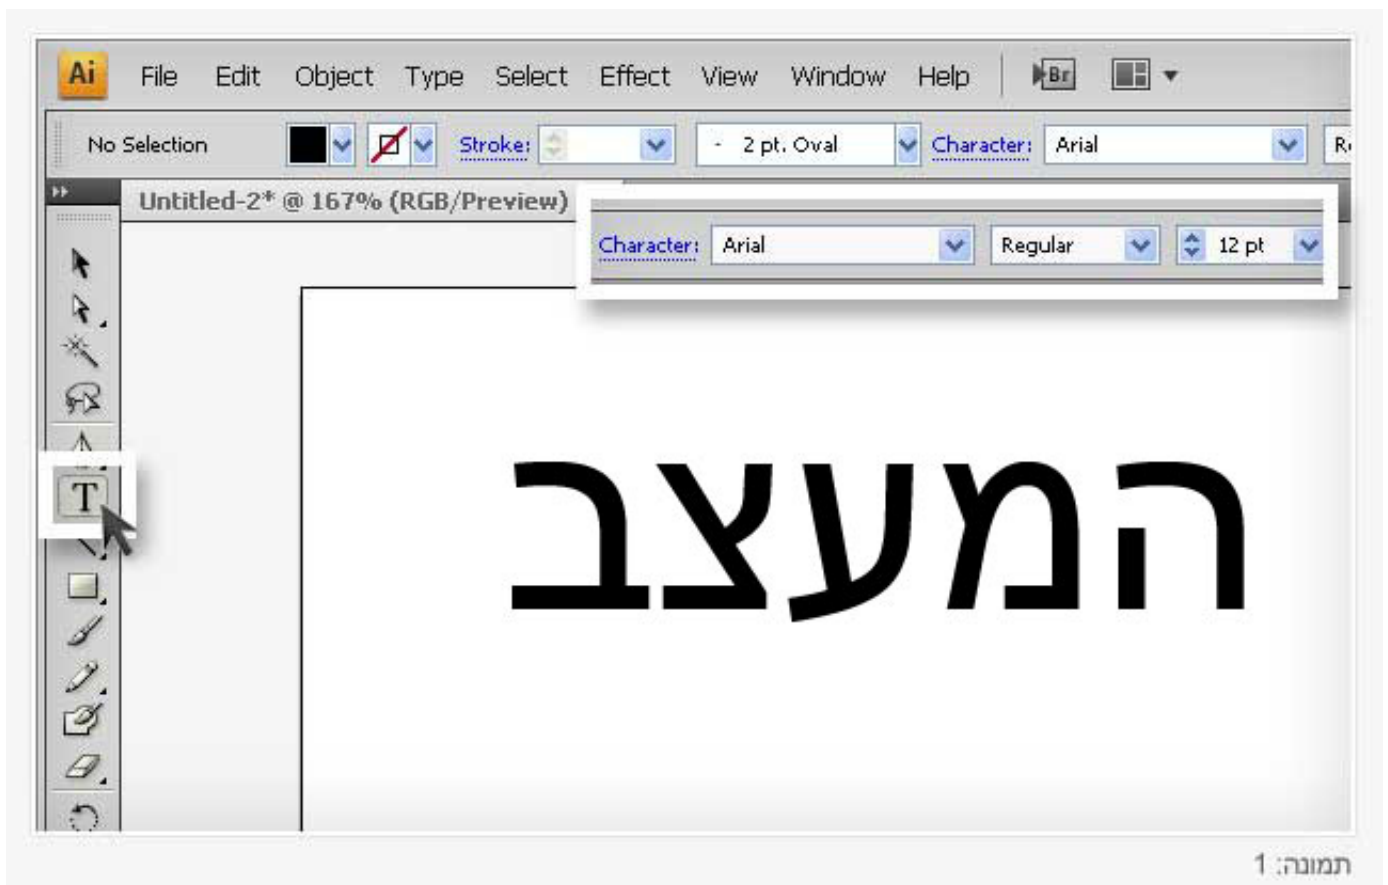 Ai File Edit Object Type Select Effect View Window Help Br
No Selection Stroke: 2 pt. Oval Character: Arial
Untitled-2* @ 167% (RGB/Preview)
Character: Arial Regular 12 pt
T
המעצב
תמונה: 1